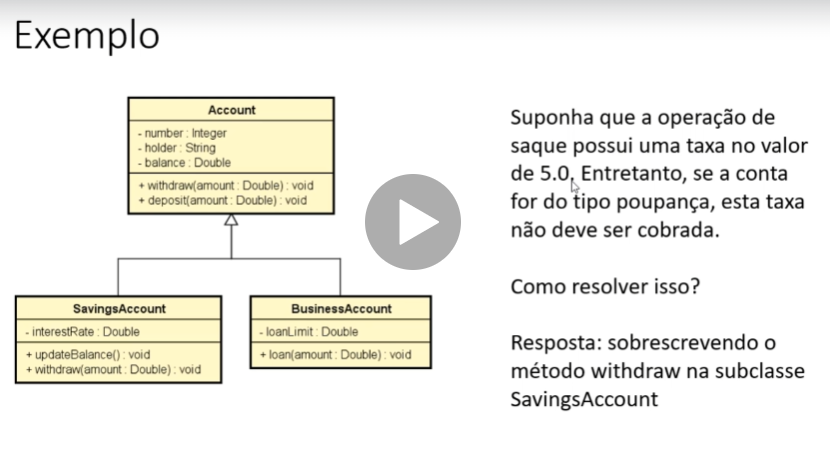 Exemplo
Account
- number : Integer
- holder : String
- balance : Double
+ withdraw(amount : Double) : void
+ deposit(amount : Double) : void
SavingsAccount
- interestRate : Double
+ updateBalance() : void
+ withdraw(amount : Double) : void
BusinessAccount
- loanLimit : Double
+ loan(amount : Double) : void
Suponha que a operação de
saque possui uma taxa no valor
de 5.0. Entretanto, se a conta
for do tipo poupança, esta taxa
não deve ser cobrada.
Como resolver isso?
Resposta: sobrescrevendo o
método withdraw na subclasse
SavingsAccount